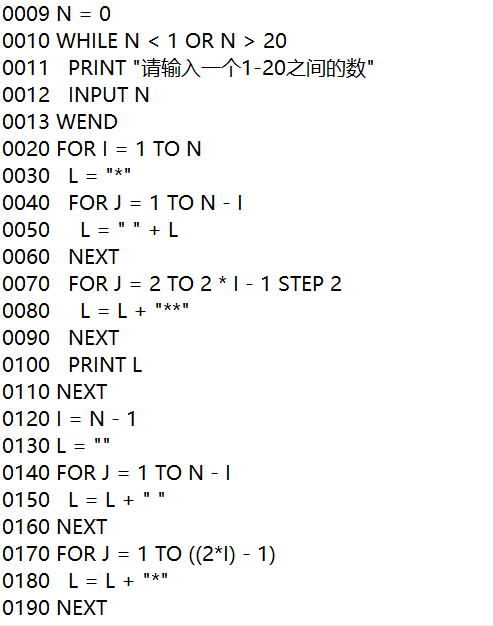 0009 N = 0
0010 WHILE N < 1 OR N > 20
0011   PRINT "请输入一个1-20之间的数"
0012   INPUT N
0013 WEND
0020 FOR I = 1 TO N
0030   L = "*"
0040   FOR J = 1 TO N - I
0050     L = " " + L
0060   NEXT
0070   FOR J = 2 TO 2 * I - 1 STEP 2
0080     L = L + "**"
0090   NEXT
0100   PRINT L
0110 NEXT
0120 I = N - 1
0130 L = ""
0140 FOR J = 1 TO N - I
0150   L = L + " "
0160 NEXT
0170 FOR J = 1 TO ((2*I) - 1)
0180   L = L + "*"
0190 NEXT